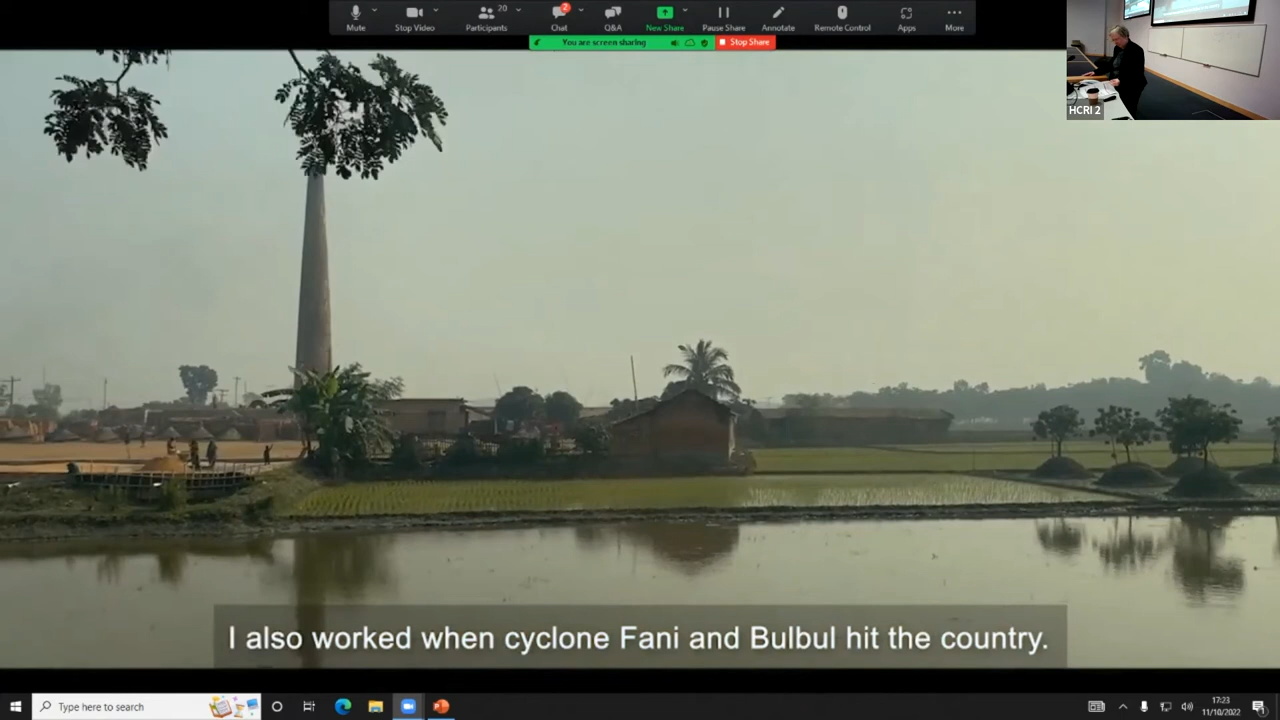 20
2
Mute
Stop Video
Participants
Chat
Q&A
New Share
Pause Share
Annotate
Remote Control
Apps
More
You are screen sharing
Stop Share
HCRI 2
I also worked when cyclone Fani and Bulbul hit the country.
Type here to search
17:23
11/10/2022
1